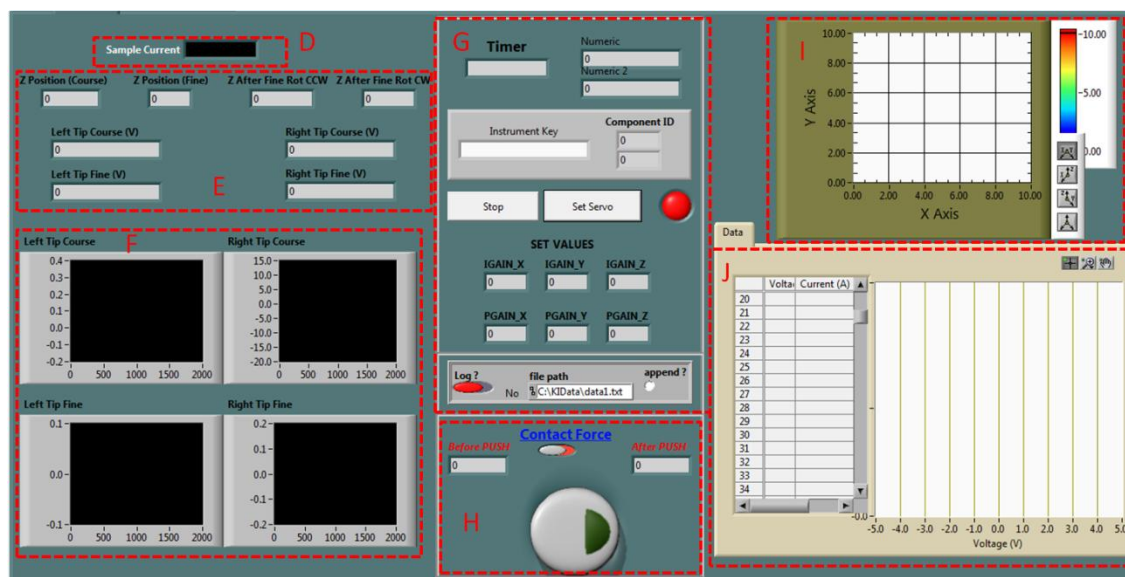 D
Sample Current
Z Position (Course) Z Position (Fine) Z After Fine Rot CCW Z After Fine Rot CW
0 0 0 0
Left Tip Course (V) Right Tip Course (V)
0 0
Left Tip Fine (V) Right Tip Fine (V)
0 0
E
F
Left Tip Course Right Tip Course
0.4
0.3
0.2
0.1
0.0
-0.1
-0.2
0 500 1000 1500 2000
15.0
10.0
5.0
0.0
-5.0
-10.0
-15.0
-20.0
0 500 1000 1500 2000
Left Tip Fine Right Tip Fine
0.1
0.0
-0.1
0 500 1000 1500 2000
0.2
0.1
0.0
-0.1
-0.2
0 500 1000 1500 2000
G
Timer
Numeric
0
Numeric 2
0
Instrument Key
Component ID
0
0
Stop Set Servo
SET VALUES
IGAIN_X IGAIN_Y IGAIN_Z
0 0 0
PGAIN_X PGAIN_Y PGAIN_Z
0 0 0
Log ? file path append ?
No C:\KIData\data1.txt
Contact Force
Before PUSH After PUSH
0 0
H
I
10.00
8.00
6.00
4.00
2.00
0.00
Y Axis
0.00 2.00 4.00 6.00 8.00 10.00
X Axis
-10.00
-5.00
0.00
Data
J
Volta Current (A)
20
21
22
23
24
25
26
27
28
29
30
31
32
33
34
-0.0
-5.0 -4.0 -3.0 -2.0 -1.0 0.0 1.0 2.0 3.0 4.0 5.0
Voltage (V)